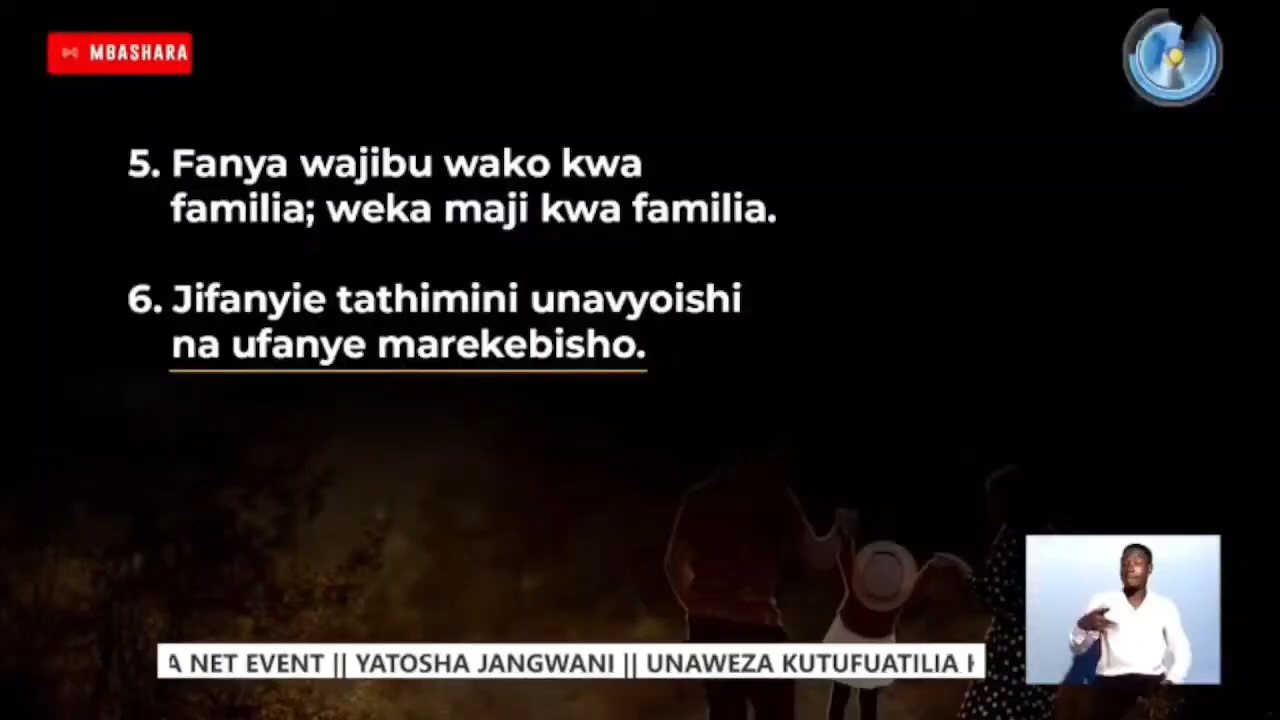 MBASHARA
5. Fanya wajibu wako kwa
familia; weka maji kwa familia.
6. Jifanyie tathimini unavyoishi
na ufanye marekebisho.
A NET EVENT || YATOSHA JANGWANI || UNAWEZA KUTUFUATILIA